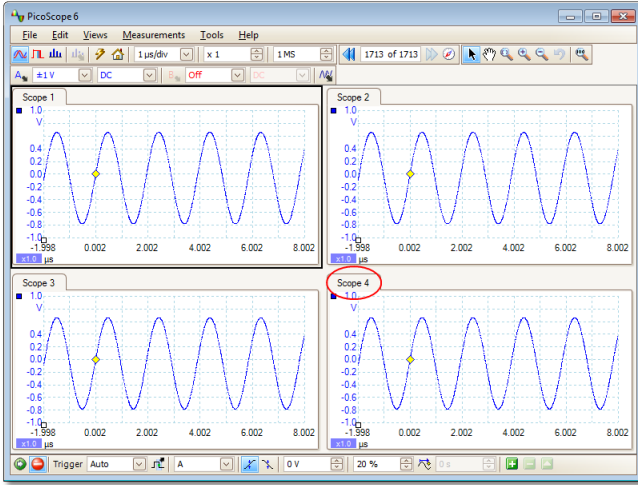 PicoScope 6
File Edit Views Measurements Tools Help
1 µs/div x 1 1 MS 1713 of 1713
A ±1 V DC B Off DC
Scope 1
1.0
V
0.4
0.2
0.0
-0.2
-0.4
-0.6
-0.8
-1.0
-1.998 0.002 2.002 4.002 6.002 8.002
x1.0 µs
Scope 2
1.0
V
0.4
0.2
0.0
-0.2
-0.4
-0.6
-0.8
-1.0
-1.998 0.002 2.002 4.002 6.002 8.002
x1.0 µs
Scope 3
1.0
V
0.4
0.2
0.0
-0.2
-0.4
-0.6
-0.8
-1.0
-1.998 0.002 2.002 4.002 6.002 8.002
x1.0 µs
Scope 4
1.0
V
0.4
0.2
0.0
-0.2
-0.4
-0.6
-0.8
-1.0
-1.998 0.002 2.002 4.002 6.002 8.002
x1.0 µs
Trigger Auto A 0 V 20 % 0 s